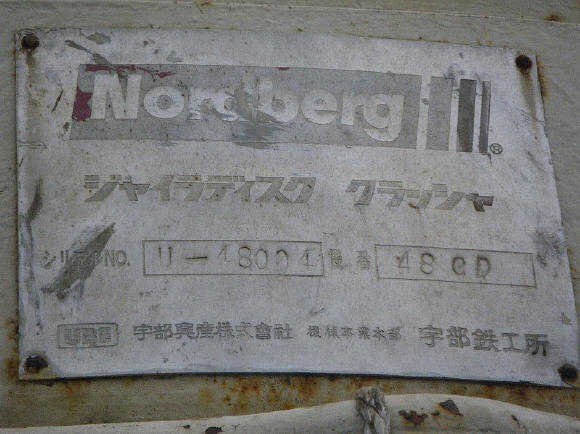 Nordberg ®
ジャイラディスク クラッシャ
シリアルNO. U-48004 機番 48GD
UBE 宇部興産株式會社 機械事業本部 宇部鉄工所